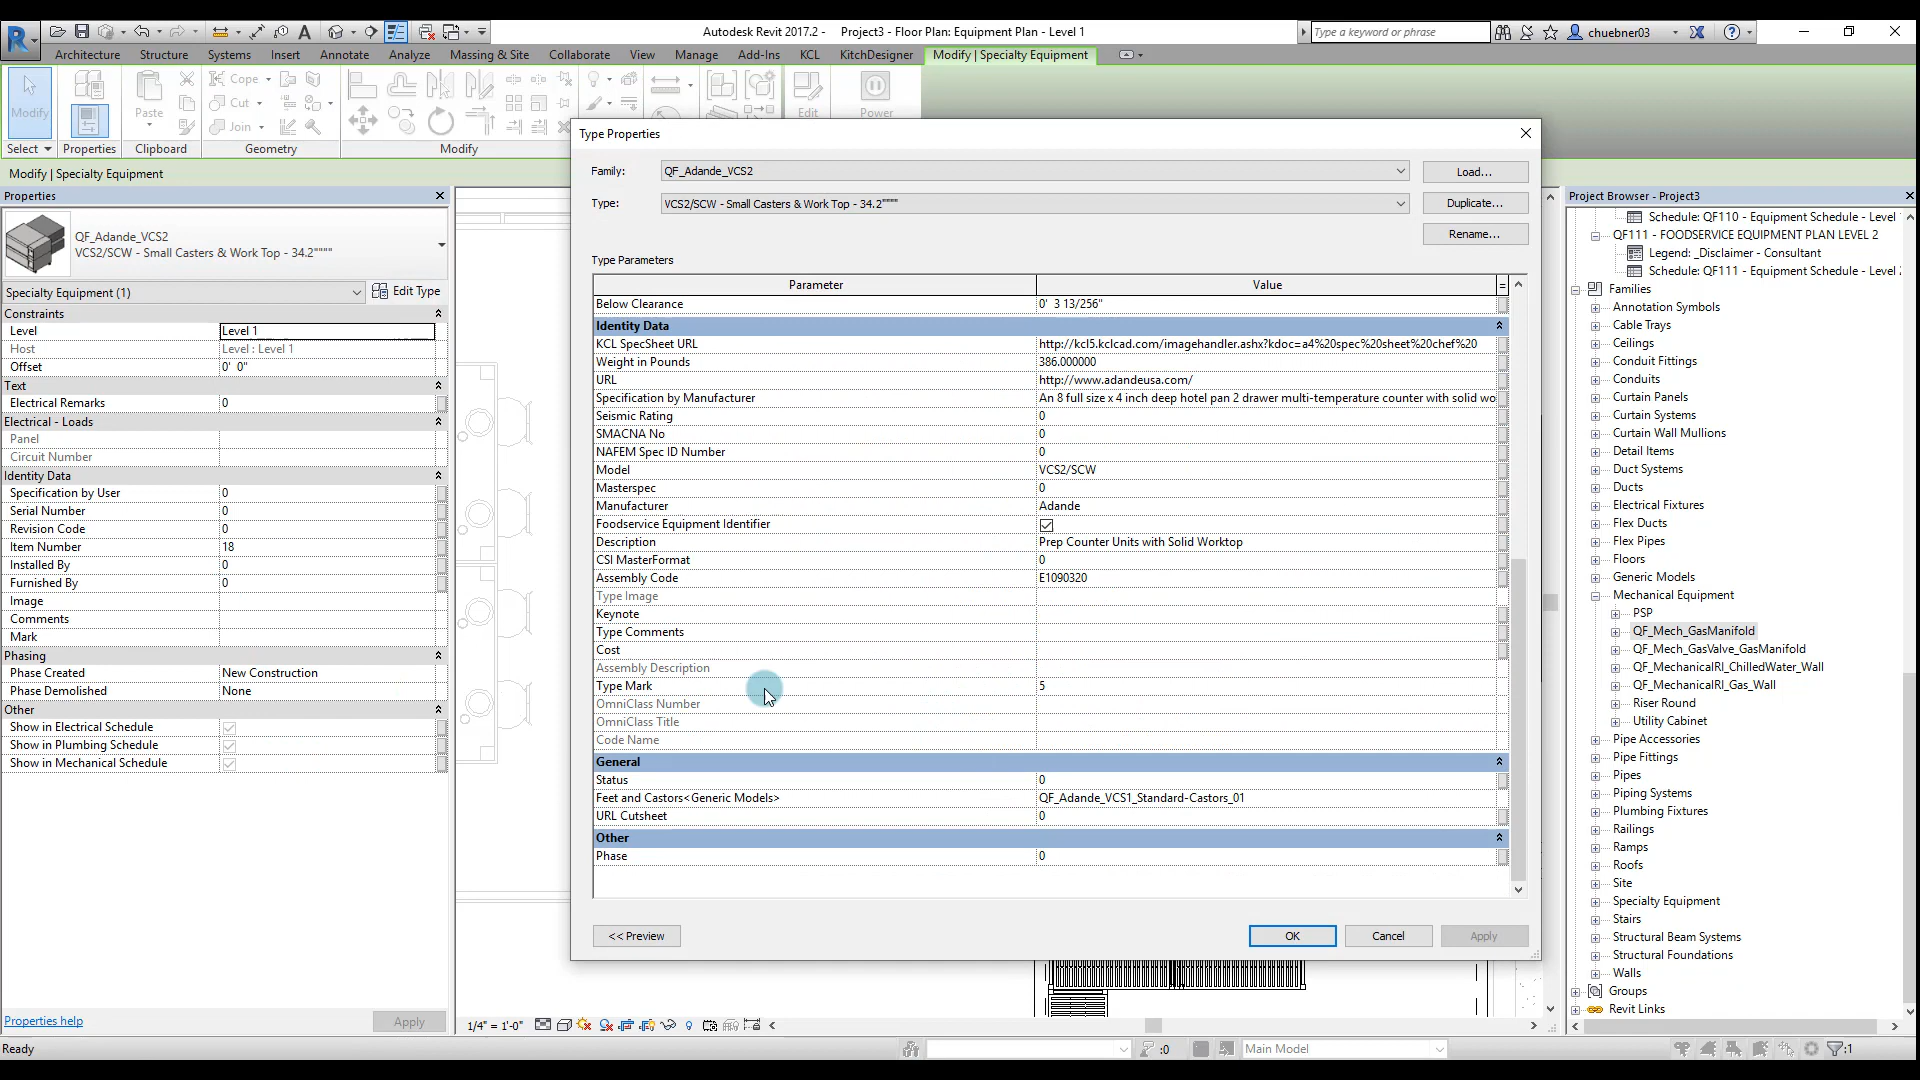 Autodesk Revit 2017.2 - Project3 - Floor Plan: Equipment Plan - Level 1
Type a keyword or phrase
chuebner03
Architecture Structure Systems Insert Annotate Analyze Massing & Site Collaborate View Manage Add-Ins KCL KitchDesigner Modify | Specialty Equipment
Modify
Paste
Cope
Cut
Join
Edit
Power
Select Properties Clipboard Geometry Modify
Modify | Specialty Equipment
Properties
QF_Adande_VCS2
VCS2/SCW - Small Casters & Work Top - 34.2""""
Specialty Equipment (1) Edit Type
Constraints
Level Level 1
Host Level : Level 1
Offset 0' 0"
Text
Electrical Remarks 0
Electrical - Loads
Panel
Circuit Number
Identity Data
Specification by User 0
Serial Number 0
Revision Code 0
Item Number 18
Installed By 0
Furnished By 0
Image
Comments
Mark
Phasing
Phase Created New Construction
Phase Demolished None
Other
Show in Electrical Schedule
Show in Plumbing Schedule
Show in Mechanical Schedule
Properties help Apply
Type Properties
Family: QF_Adande_VCS2 Load...
Type: VCS2/SCW - Small Casters & Work Top - 34.2"""" Duplicate...
Rename...
Type Parameters
Parameter Value =
Below Clearance 0' 3 13/256"
Identity Data
KCL SpecSheet URL http://kcl5.kclcad.com/imagehandler.ashx?kdoc=a4%20spec%20sheet%20chef%20
Weight in Pounds 386.000000
URL http://www.adandeusa.com/
Specification by Manufacturer An 8 full size x 4 inch deep hotel pan 2 drawer multi-temperature counter with solid wo
Seismic Rating 0
SMACNA No 0
NAFEM Spec ID Number 0
Model VCS2/SCW
Masterspec 0
Manufacturer Adande
Foodservice Equipment Identifier
Description Prep Counter Units with Solid Worktop
CSI MasterFormat 0
Assembly Code E1090320
Type Image
Keynote
Type Comments
Cost
Assembly Description
Type Mark 5
OmniClass Number
OmniClass Title
Code Name
General
Status 0
Feet and Castors<Generic Models> QF_Adande_VCS1_Standard-Castors_01
URL Cutsheet 0
Other
Phase 0
<< Preview OK Cancel Apply
Project Browser - Project3
Schedule: QF110 - Equipment Schedule - Level
QF111 - FOODSERVICE EQUIPMENT PLAN LEVEL 2
Legend: _Disclaimer - Consultant
Schedule: QF111 - Equipment Schedule - Level
Families
Annotation Symbols
Cable Trays
Ceilings
Conduit Fittings
Conduits
Curtain Panels
Curtain Systems
Curtain Wall Mullions
Detail Items
Duct Systems
Ducts
Electrical Fixtures
Flex Ducts
Flex Pipes
Floors
Generic Models
Mechanical Equipment
PSP
QF_Mech_GasManifold
QF_Mech_GasValve_GasManifold
QF_MechanicalRI_ChilledWater_Wall
QF_MechanicalRI_Gas_Wall
Riser Round
Utility Cabinet
Pipe Accessories
Pipe Fittings
Pipes
Piping Systems
Plumbing Fixtures
Railings
Ramps
Roofs
Site
Specialty Equipment
Stairs
Structural Beam Systems
Structural Foundations
Walls
Groups
Revit Links
1/4" = 1'-0"
Ready
:0
Main Model
:1